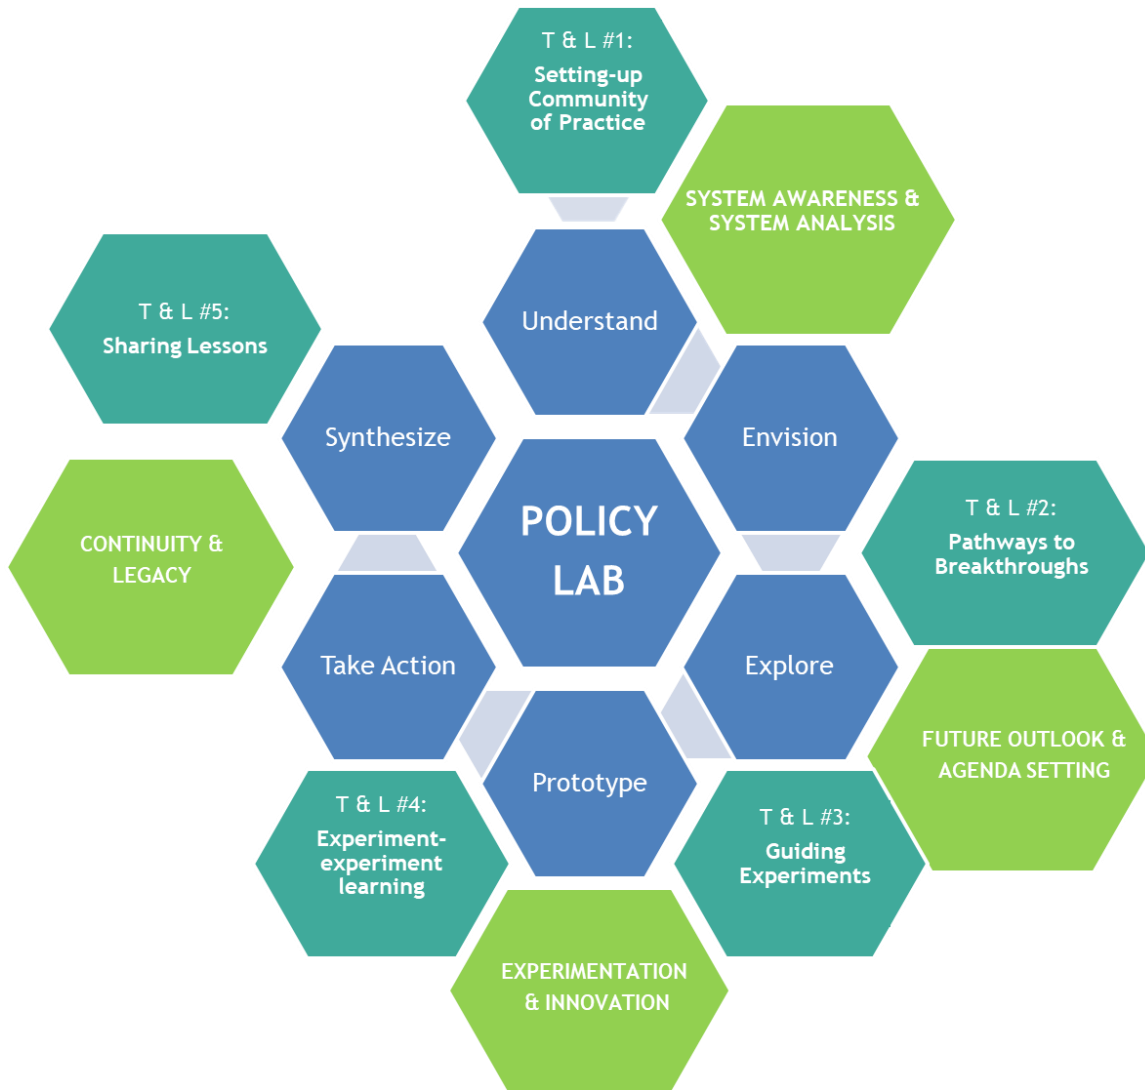 T & L #1:
Setting-up
Community
of Practice
SYSTEM AWARENESS &
SYSTEM ANALYSIS
T & L #5:
Sharing Lessons
Understand
Synthesize
Envision
POLICY
LAB
T & L #2:
Pathways to
Breakthroughs
CONTINUITY &
LEGACY
Take Action
Explore
FUTURE OUTLOOK &
AGENDA SETTING
Prototype
T & L #4:
Experiment-
experiment
learning
T & L #3:
Guiding
Experiments
EXPERIMENTATION
& INNOVATION